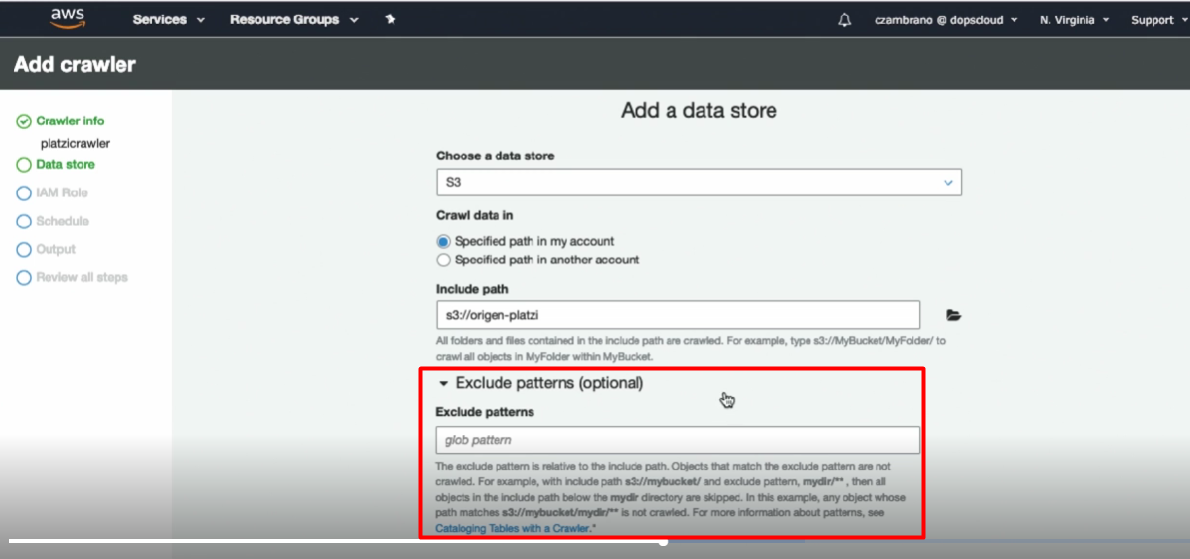 aws
Services
Resource Groups
czambrano @ dopscloud
N. Virginia
Support
Add crawler
Crawler info
platzicrawler
Data store
IAM Role
Schedule
Output
Review all steps
Add a data store
Choose a data store
S3
Crawl data in
Specified path in my account
Specified path in another account
Include path
s3://origen-platzi
All folders and files contained in the include path are crawled. For example, type s3://MyBucket/MyFolder/ to
crawl all objects in MyFolder within MyBucket.
Exclude patterns (optional)
Exclude patterns
glob pattern
The exclude pattern is relative to the include path. Objects that match the exclude pattern are not
crawled. For example, with include path s3://mybucket/ and exclude pattern, mydir/** , then all
objects in the include path below the mydir directory are skipped. In this example, any object whose
path matches s3://mybucket/mydir/** is not crawled. For more information about patterns, see
Cataloging Tables with a Crawler."